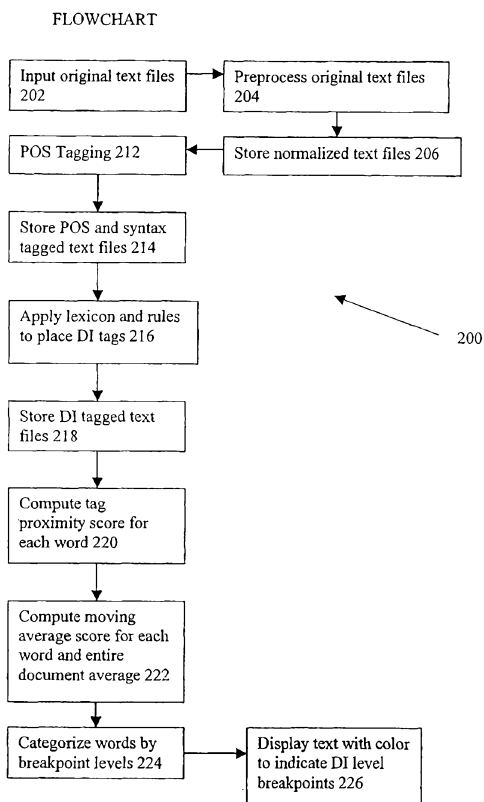 FLOWCHART
Input original text files
202
Preprocess original text files
204
Store normalized text files 206
POS Tagging 212
Store POS and syntax
tagged text files 214
Apply lexicon and rules
to place DI tags 216
200
Store DI tagged text
files 218
Compute tag
proximity score for
each word 220
Compute moving
average score for each
word and entire
document average 222
Categorize words by
breakpoint levels 224
Display text with color
to indicate DI level
breakpoints 226